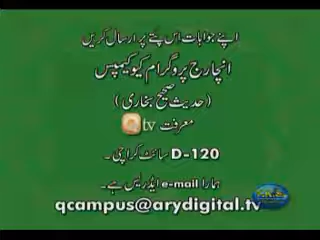 اپنے جوابات اس پتے پر ارسال کریں
انچارج پروگرام کیو کیمپس
(حدیث صحیح بخاری)
معرفت Qtv
D-120 سائٹ کراچی۔
ہمارا e-mail ایڈریس ہے۔
qcampus@arydigital.tv